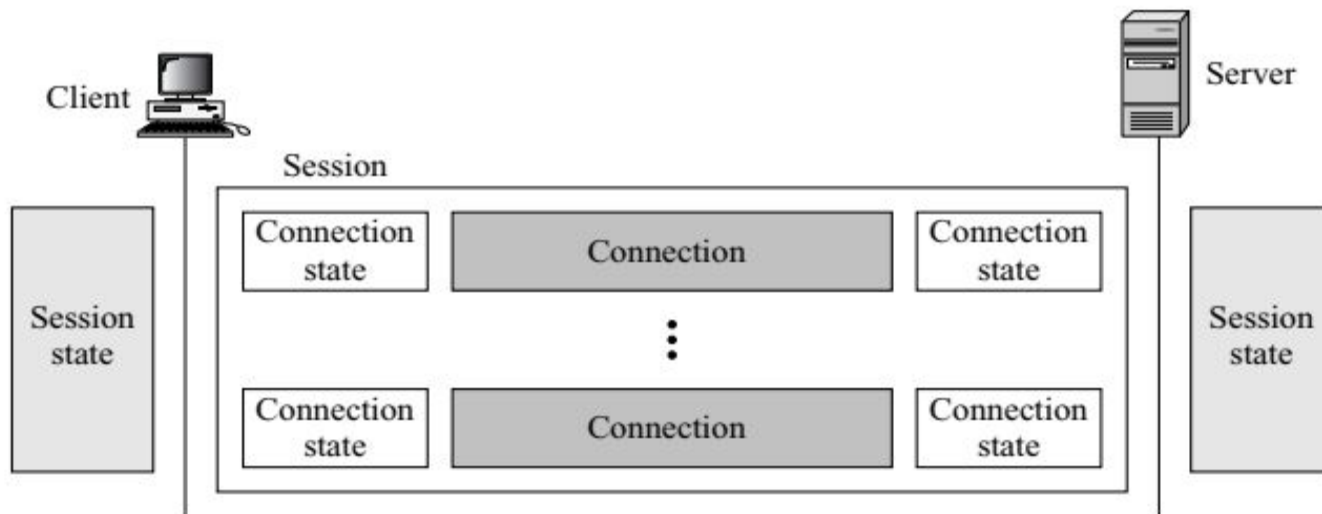 Client
Server
Session
Session
state
Connection
state
Connection
Connection
state
Connection
state
Connection
Connection
state
Session
state